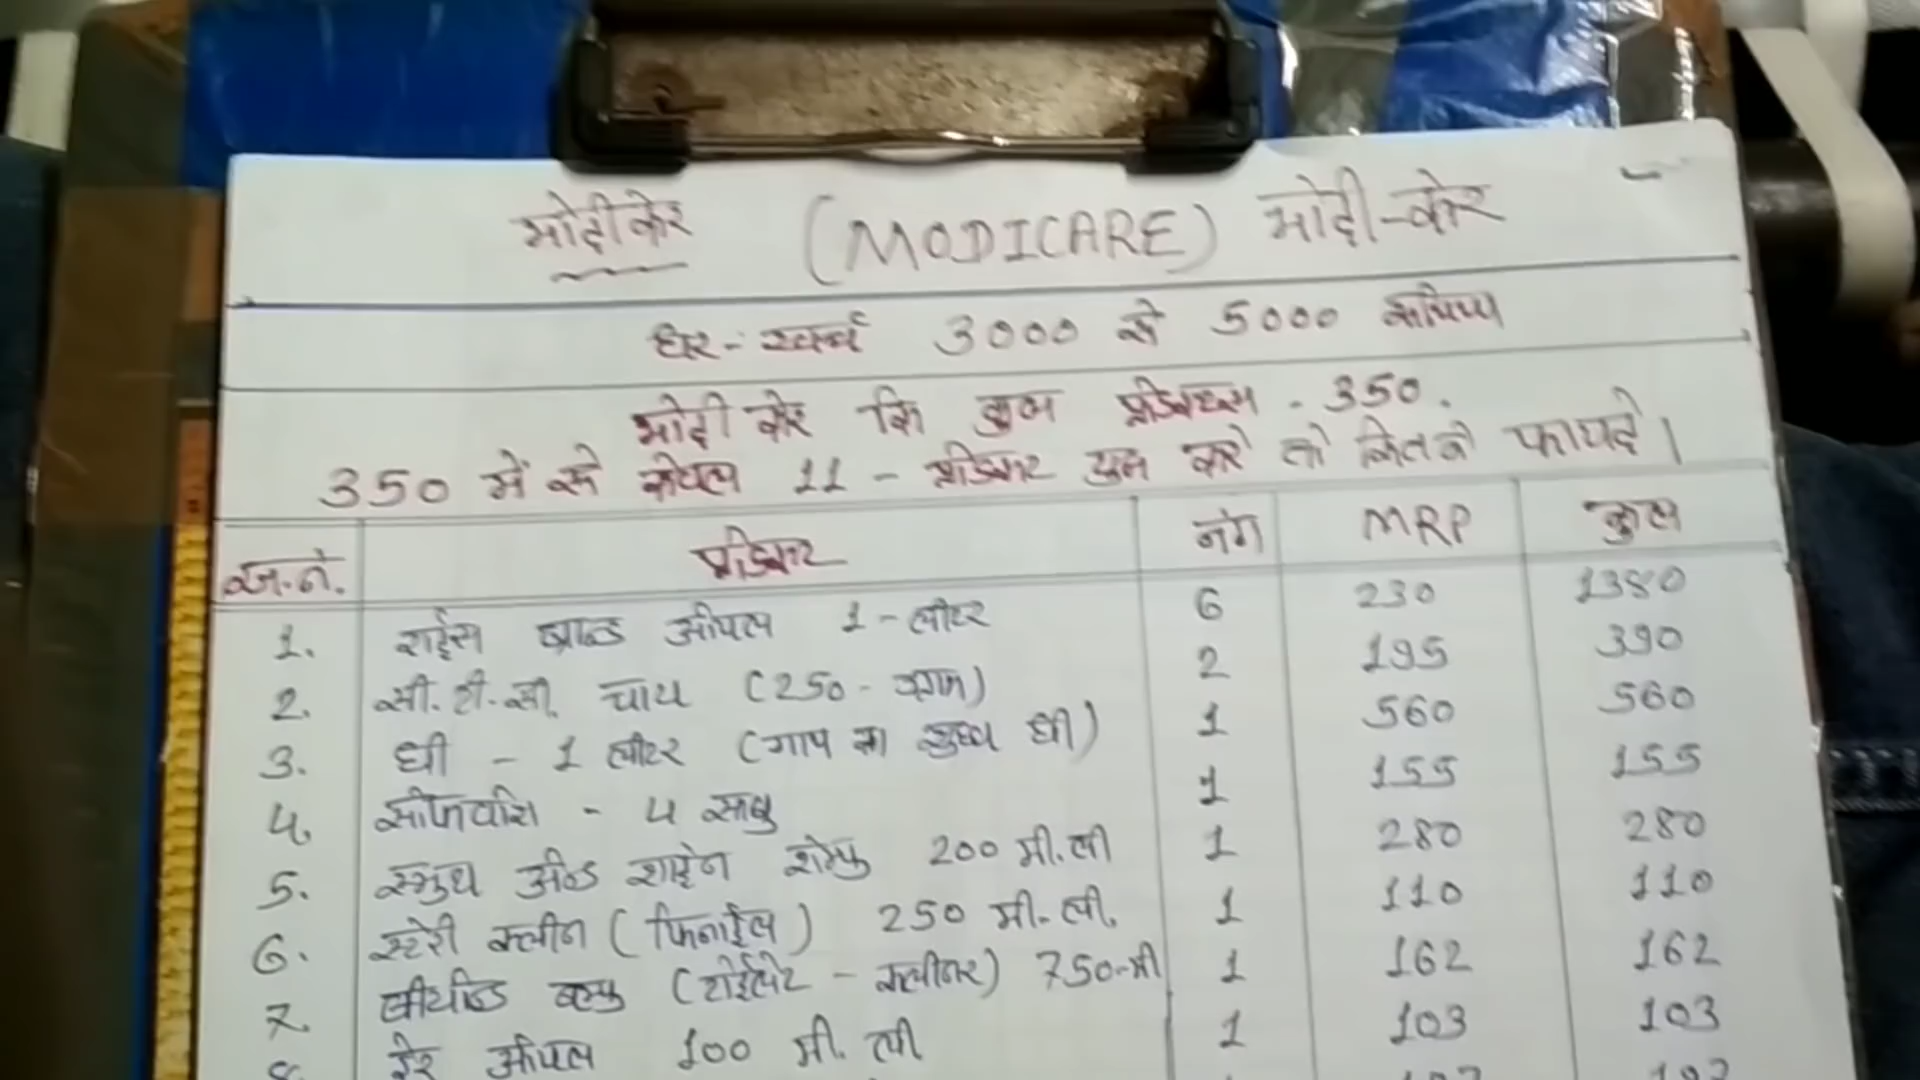 मोदीकेर (MODICARE) मोदी-केर
घर-खर्च 3000 से 5000
मोदी केर कि कुल प्रोडक्ट्स - 350.
350 में से केवल 11 - प्रोडक्ट युज करो तो कितने फायदे।
अ.नं. प्रोडक्ट नंग MRP कुल
1. राईस ब्रान्ड ओयल 1-लीटर 6 230 1380
2. सी.टी.सी. चाय (250-ग्राम) 2 195 390
3. घी - 1 लीटर (गाय का शुध्ध घी) 1 560 560
4. - 4 साबु 1 155 155
5. स्मुथ अेन्ड शाईन शेम्पु 200 मी.ली 1 280 280
6. स्टेरी क्लीन (फिनाईल) 250 मी.ली. 1 110 110
7. बीयोन्ड ब्ल्यु (टोईलेट - क्लीनर) 750-मी 1 162 162
8. हेर ओयल 100 मी. ली 1 103 103